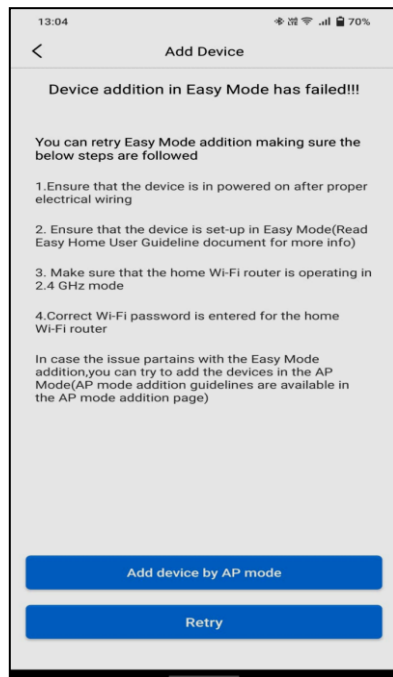 13:04
70%
Add Device
Device addition in Easy Mode has failed!!!
You can retry Easy Mode addition making sure the
below steps are followed
1.Ensure that the device is in powered on after proper
electrical wiring
2. Ensure that the device is set-up in Easy Mode(Read
Easy Home User Guideline document for more info)
3. Make sure that the home Wi-Fi router is operating in
2.4 GHz mode
4.Correct Wi-Fi password is entered for the home
Wi-Fi router
In case the issue partains with the Easy Mode
addition,you can try to add the devices in the AP
Mode(AP mode addition guidelines are available in
the AP mode addition page)
Add device by AP mode
Retry